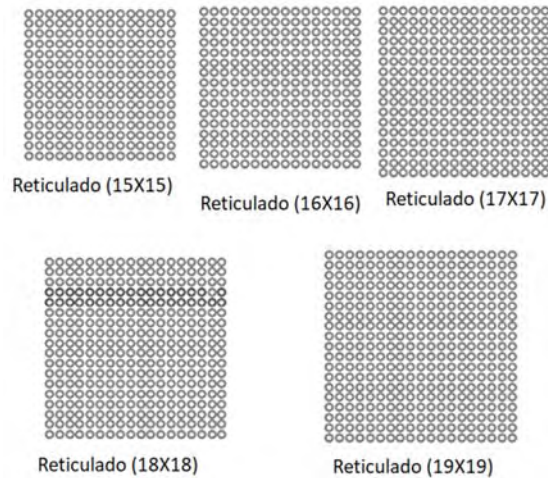 Reticulado (15X15)
Reticulado (16X16)
Reticulado (17X17)
Reticulado (18X18)
Reticulado (19X19)